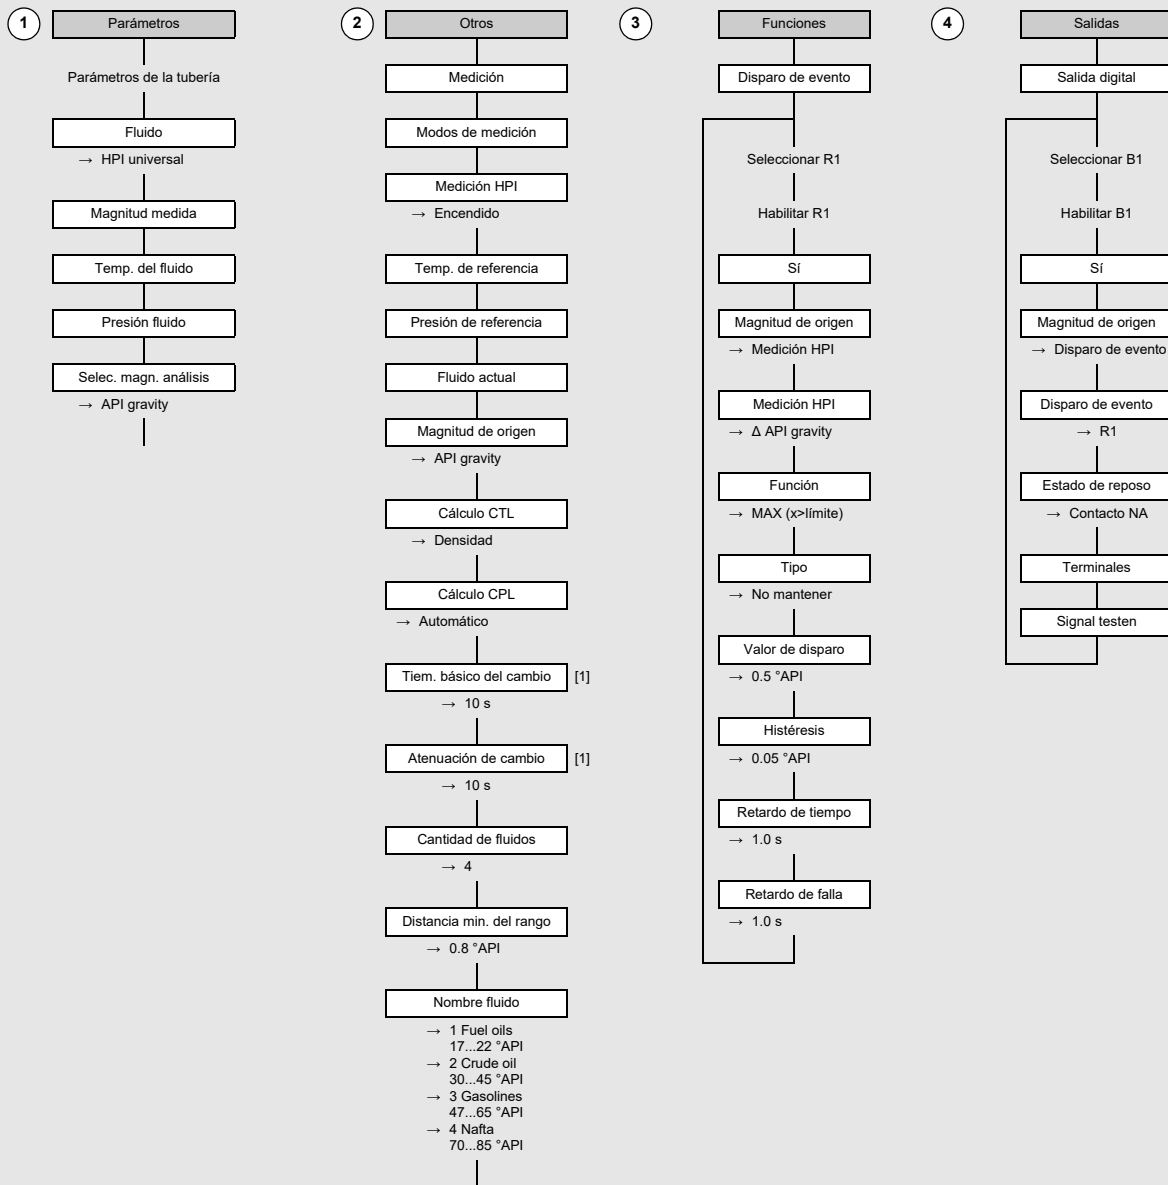 1
Parámetros
Parámetros de la tubería
Fluido
→ HPI universal
Magnitud medida
Temp. del fluido
Presión fluido
Selec. magn. análisis
→ API gravity
2
Otros
Medición
Modos de medición
Medición HPI
→ Encendido
Temp. de referencia
Presión de referencia
Fluido actual
Magnitud de origen
→ API gravity
Cálculo CTL
→ Densidad
Cálculo CPL
→ Automático
Tiem. básico del cambio [1]
→ 10 s
Atenuación de cambio [1]
→ 10 s
Cantidad de fluidos
→ 4
Distancia min. del rango
→ 0.8 °API
Nombre fluido
→ 1 Fuel oils
17...22 °API
→ 2 Crude oil
30...45 °API
→ 3 Gasolines
47...65 °API
→ 4 Nafta
70...85 °API
3
Funciones
Disparo de evento
Seleccionar R1
Habilitar R1
Sí
Magnitud de origen
→ Medición HPI
Medición HPI
→ Δ API gravity
Función
→ MAX (x>límite)
Tipo
→ No mantener
Valor de disparo
→ 0.5 °API
Histéresis
→ 0.05 °API
Retardo de tiempo
→ 1.0 s
Retardo de falla
→ 1.0 s
4
Salidas
Salida digital
Seleccionar B1
Habilitar B1
Sí
Magnitud de origen
→ Disparo de evento
Disparo de evento
→ R1
Estado de reposo
→ Contacto NA
Terminales
Signal testen